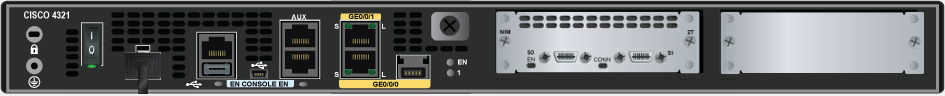 CISCO 4321
I
O
AUX
GE0/0/1
S
L
S
L
EN CONSOLE EN
GE0/0/0
EN
1
NIM
2T
S0
EN
CONN
S1